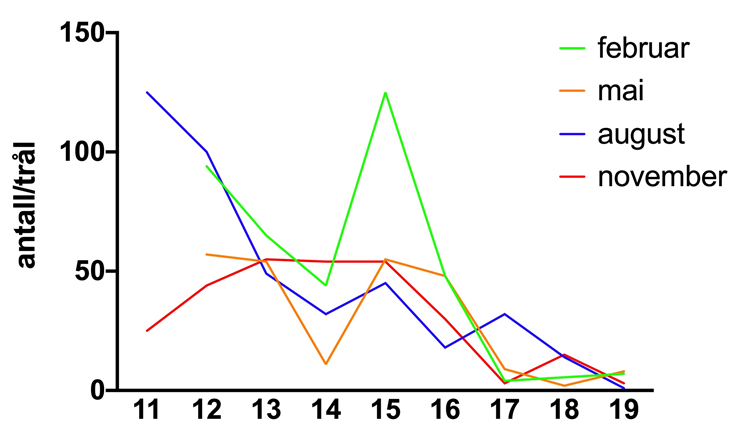 150
100
50
0
antall/trål
11 12 13 14 15 16 17 18 19
februar
mai
august
november